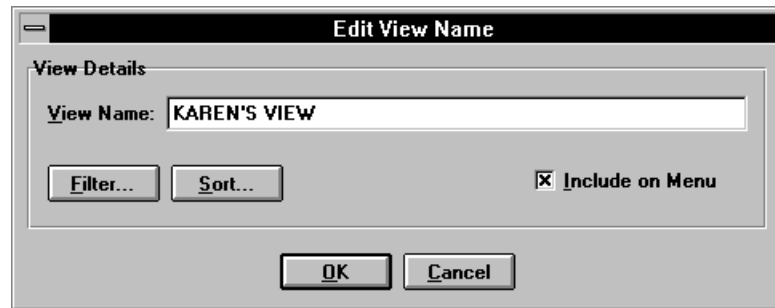 Edit View Name
View Details
View Name: KAREN'S VIEW
Filter... Sort... Include on Menu
OK Cancel